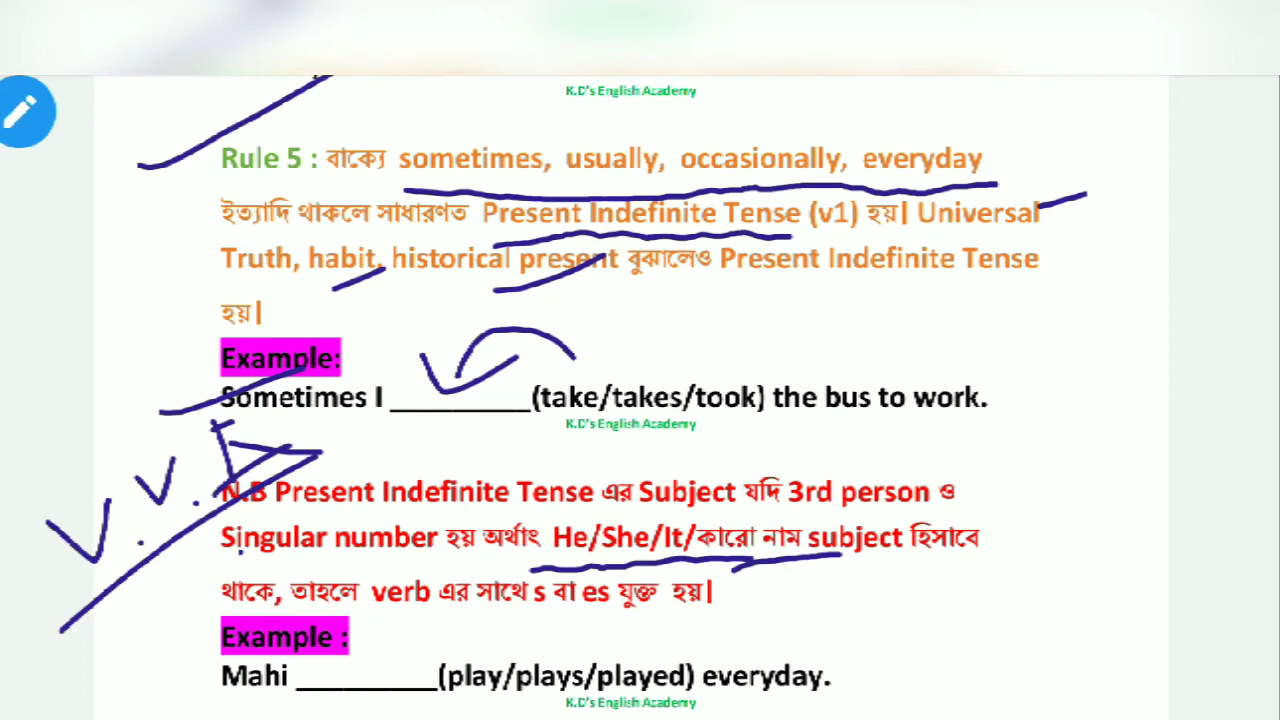 K.D's English Academy
Rule 5 : বাক্যে sometimes, usually, occasionally, everyday
ইত্যাদি থাকলে সাধারণত Present Indefinite Tense (v1) হয়। Universal
Truth, habit, historical present বুঝালেও Present Indefinite Tense
হয়।
Example:
Sometimes I _________(take/takes/took) the bus to work.
K.D's English Academy
V.V.I
N.B Present Indefinite Tense এর Subject যদি 3rd person ও
Singular number হয় অর্থাৎ He/She/It/কারো নাম subject হিসাবে
থাকে, তাহলে verb এর সাথে s বা es যুক্ত হয়।
Example :
Mahi _________(play/plays/played) everyday.
K.D's English Academy